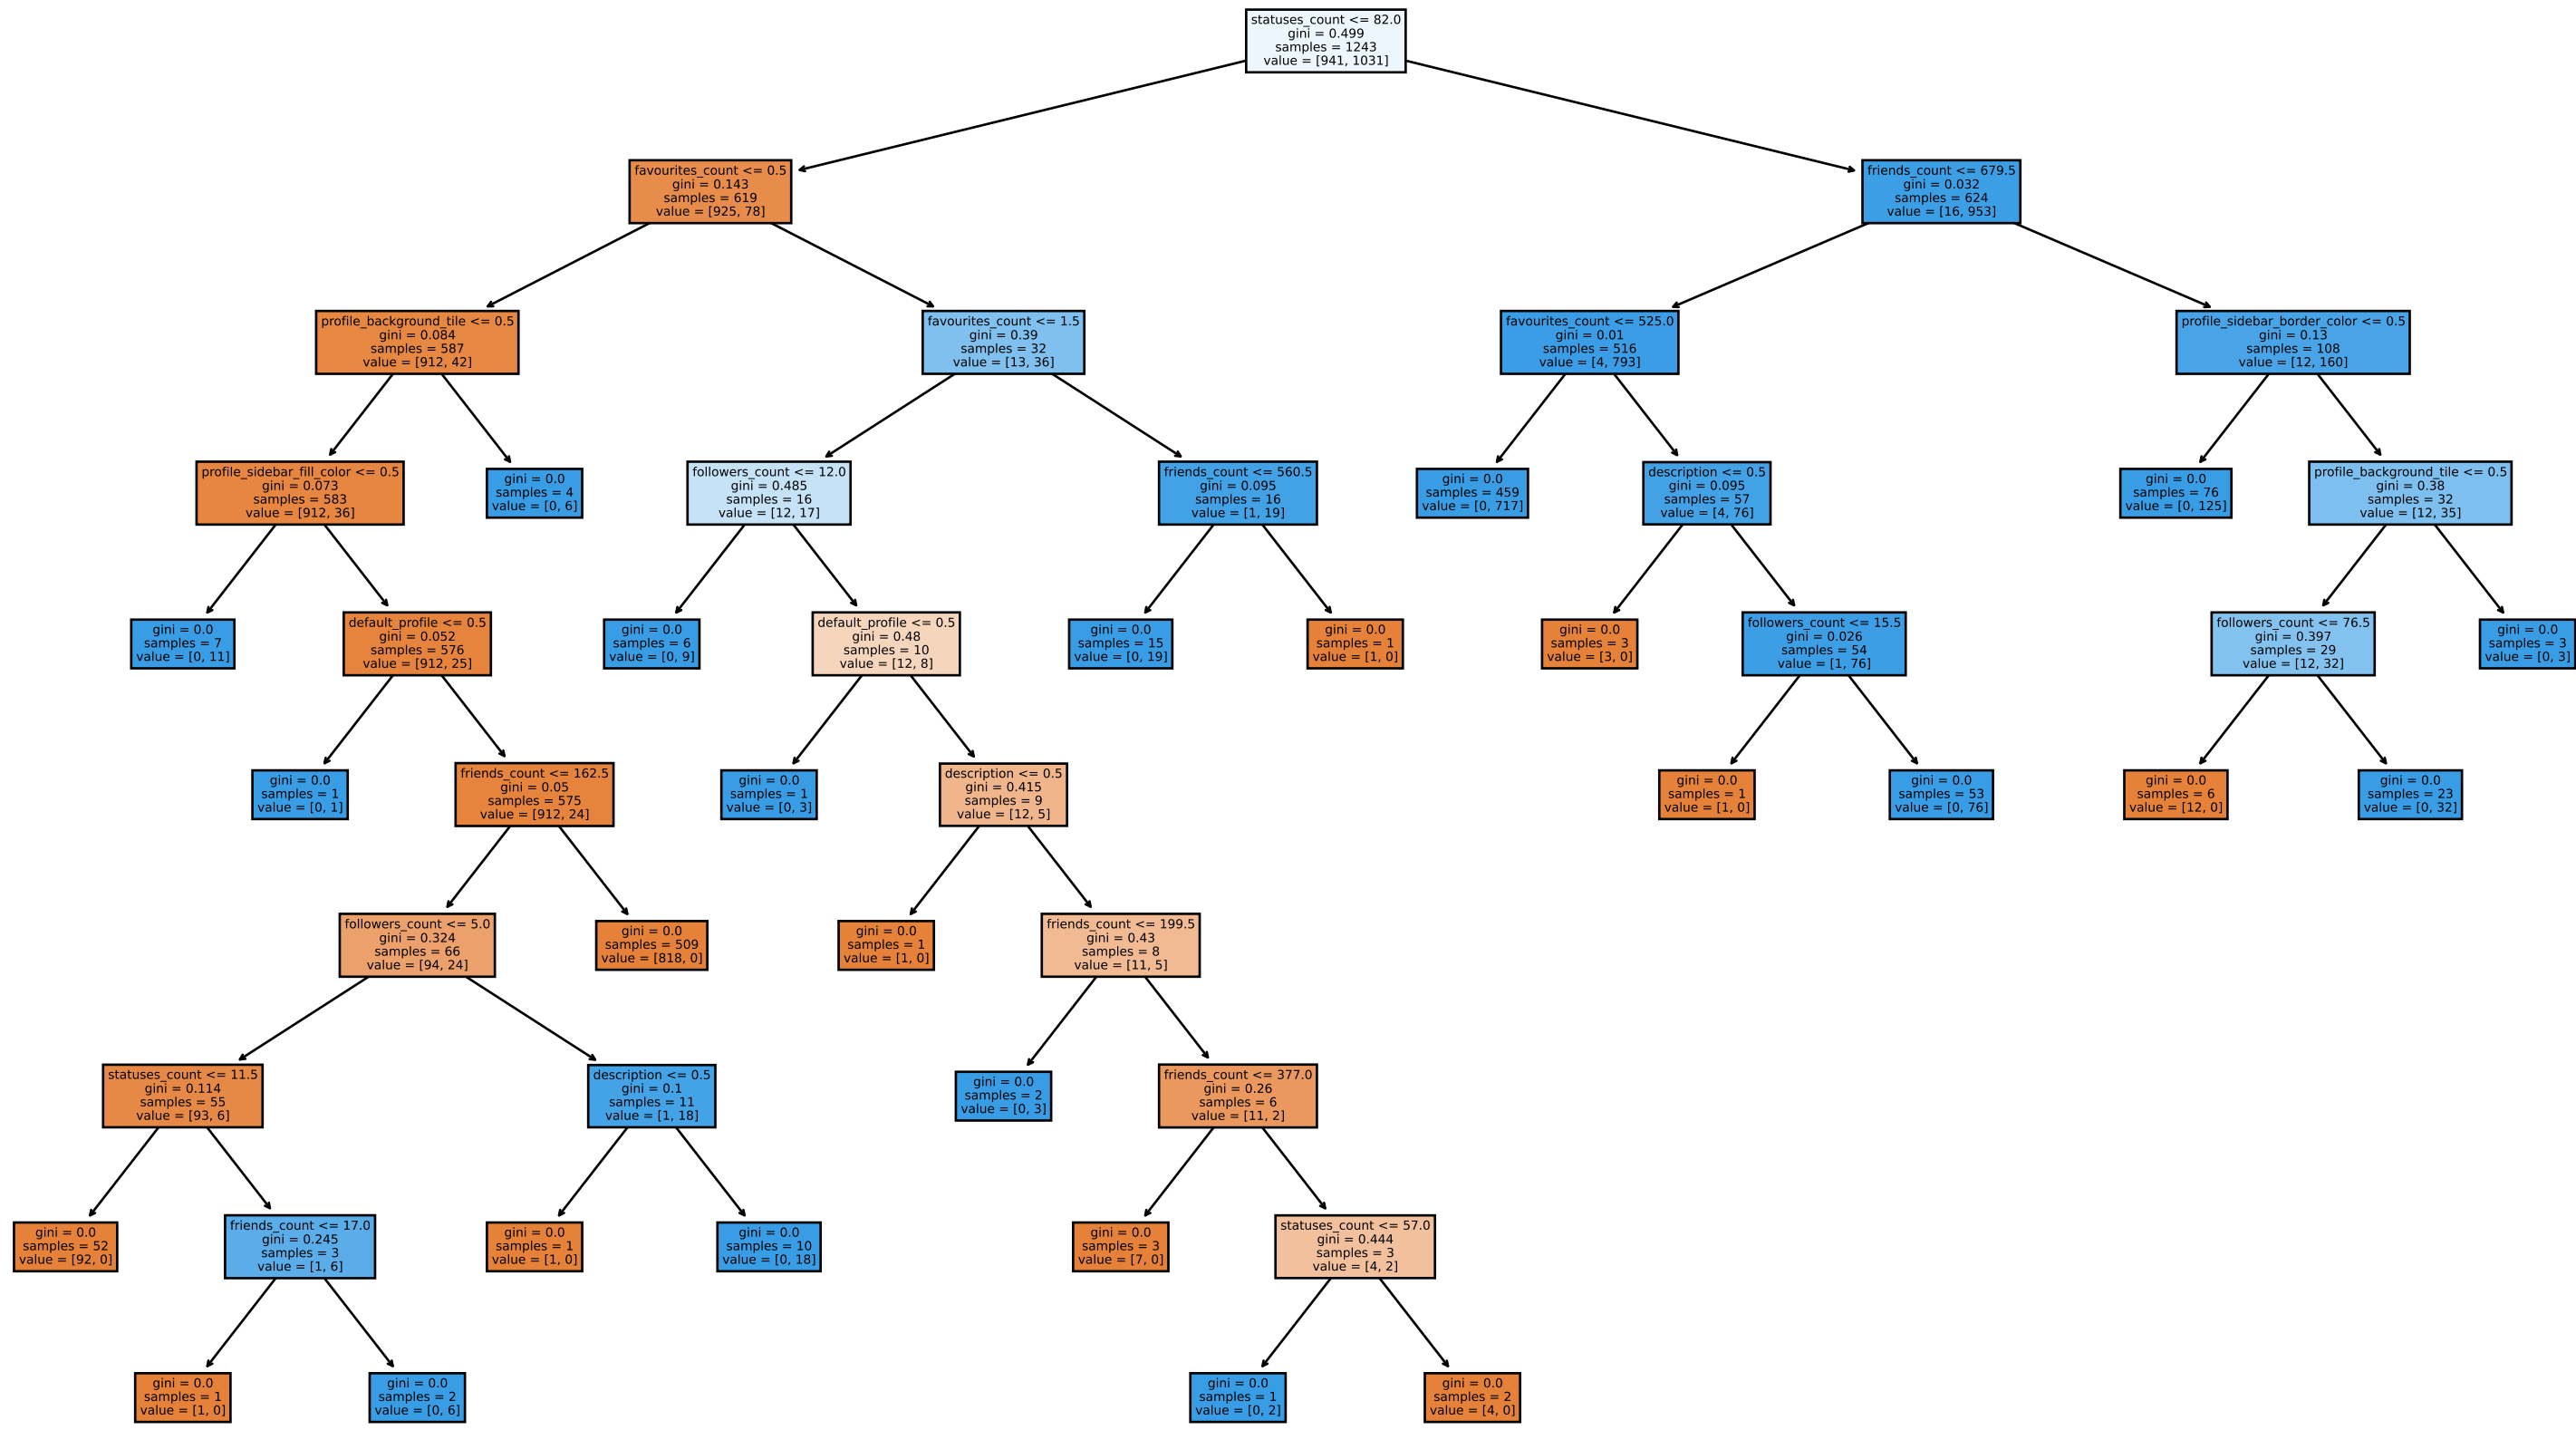 statuses_count <= 82.0
gini = 0.499
samples = 1243
value = [941, 1031]
favourites_count <= 0.5
gini = 0.143
samples = 619
value = [925, 78]
friends_count <= 679.5
gini = 0.032
samples = 624
value = [16, 953]
profile_background_tile <= 0.5
gini = 0.084
samples = 587
value = [912, 42]
favourites_count <= 1.5
gini = 0.39
samples = 32
value = [13, 36]
favourites_count <= 525.0
gini = 0.01
samples = 516
value = [4, 793]
profile_sidebar_border_color <= 0.5
gini = 0.13
samples = 108
value = [12, 160]
profile_sidebar_fill_color <= 0.5
gini = 0.073
samples = 583
value = [912, 36]
gini = 0.0
samples = 4
value = [0, 6]
followers_count <= 12.0
gini = 0.485
samples = 16
value = [12, 17]
friends_count <= 560.5
gini = 0.095
samples = 16
value = [1, 19]
gini = 0.0
samples = 459
value = [0, 717]
description <= 0.5
gini = 0.095
samples = 57
value = [4, 76]
gini = 0.0
samples = 76
value = [0, 125]
profile_background_tile <= 0.5
gini = 0.38
samples = 32
value = [12, 35]
gini = 0.0
samples = 7
value = [0, 11]
default_profile <= 0.5
gini = 0.052
samples = 576
value = [912, 25]
gini = 0.0
samples = 6
value = [0, 9]
default_profile <= 0.5
gini = 0.48
samples = 10
value = [12, 8]
gini = 0.0
samples = 15
value = [0, 19]
gini = 0.0
samples = 1
value = [1, 0]
gini = 0.0
samples = 3
value = [3, 0]
followers_count <= 15.5
gini = 0.026
samples = 54
value = [1, 76]
followers_count <= 76.5
gini = 0.397
samples = 29
value = [12, 32]
gini = 0.0
samples = 3
value = [0, 3]
gini = 0.0
samples = 1
value = [0, 1]
friends_count <= 162.5
gini = 0.05
samples = 575
value = [912, 24]
gini = 0.0
samples = 1
value = [0, 3]
description <= 0.5
gini = 0.415
samples = 9
value = [12, 5]
gini = 0.0
samples = 1
value = [1, 0]
gini = 0.0
samples = 53
value = [0, 76]
gini = 0.0
samples = 6
value = [12, 0]
gini = 0.0
samples = 23
value = [0, 32]
followers_count <= 5.0
gini = 0.324
samples = 66
value = [94, 24]
gini = 0.0
samples = 509
value = [818, 0]
gini = 0.0
samples = 1
value = [1, 0]
friends_count <= 199.5
gini = 0.43
samples = 8
value = [11, 5]
statuses_count <= 11.5
gini = 0.114
samples = 55
value = [93, 6]
description <= 0.5
gini = 0.1
samples = 11
value = [1, 18]
gini = 0.0
samples = 2
value = [0, 3]
friends_count <= 377.0
gini = 0.26
samples = 6
value = [11, 2]
gini = 0.0
samples = 52
value = [92, 0]
friends_count <= 17.0
gini = 0.245
samples = 3
value = [1, 6]
gini = 0.0
samples = 1
value = [1, 0]
gini = 0.0
samples = 10
value = [0, 18]
gini = 0.0
samples = 3
value = [7, 0]
statuses_count <= 57.0
gini = 0.444
samples = 3
value = [4, 2]
gini = 0.0
samples = 1
value = [1, 0]
gini = 0.0
samples = 2
value = [0, 6]
gini = 0.0
samples = 1
value = [0, 2]
gini = 0.0
samples = 2
value = [4, 0]